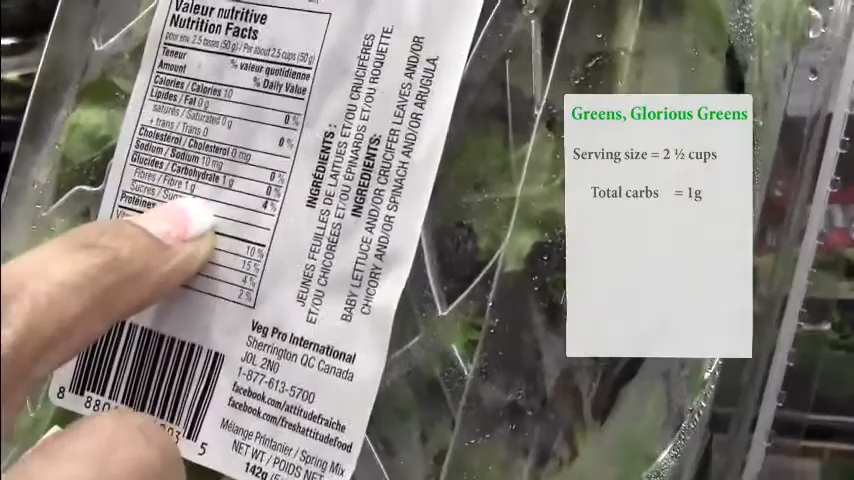 Valeur nutritive
Nutrition Facts
pour env. 2.5 tasses (50 g) / Per about 2.5 cups (50 g)
Teneur % valeur quotidienne
Amount % Daily Value
Calories / Calories 10
Lipides / Fat 0 g 0 %
saturés / Saturated 0 g
+ trans / Trans 0 0 %
Cholestérol / Cholesterol 0 mg
Sodium / Sodium 10 mg 0 %
Glucides / Carbohydrate 1 g 0 %
Fibres / Fibre 1 g 4 %
Sucres /
Protéines
10 %
15 %
4 %
2 %
INGRÉDIENTS :
JEUNES FEUILLES DE LAITUES ET/OU CRUCIFÈRES
ET/OU CHICORÉES ET/OU ÉPINARDS ET/OU ROQUETTE.
INGREDIENTS:
BABY LETTUCE AND/OR CRUCIFER LEAVES AND/OR
CHICORY AND/OR SPINACH AND/OR ARUGULA.
Veg Pro International
Sherrington QC Canada
J0L 2N0
1-877-613-5700
facebook.com/attitudefraiche
facebook.com/freshattitudefood
Mélange Printanier / Spring Mix
NET WT / POIDS NET
142g
8 5
Greens, Glorious Greens
Serving size = 2 ½ cups
Total carbs = 1g